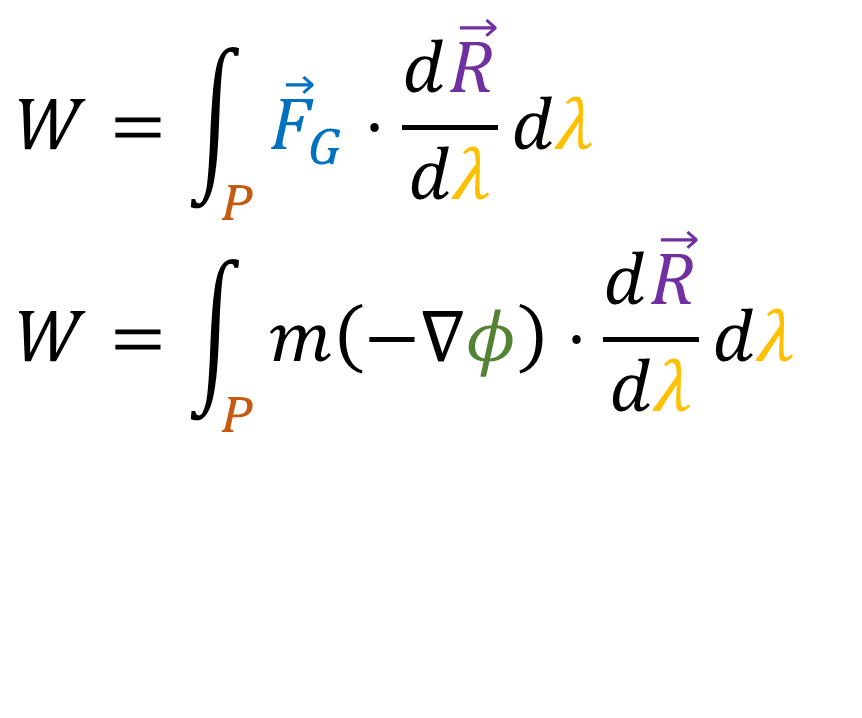 W = ∫_P F⃗_G · dR⃗/dλ dλ
W = ∫_P m(−∇ϕ) · dR⃗/dλ dλ